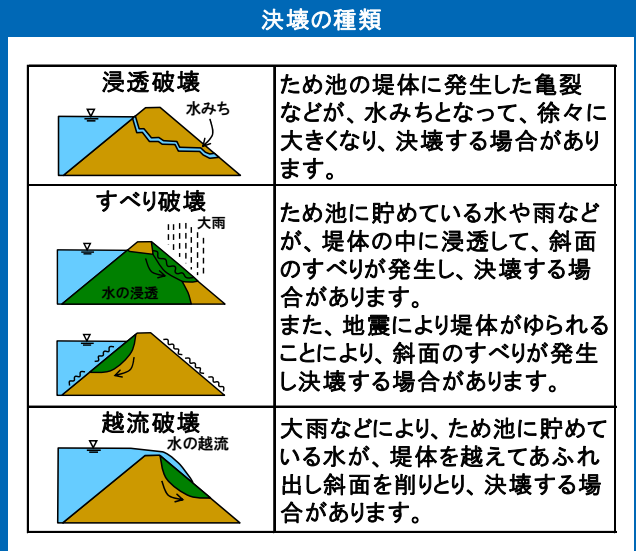 決壊の種類
浸透破壊
水みち
ため池の堤体に発生した亀裂
などが、水みちとなって、徐々に
大きくなり、決壊する場合があり
ます。
すべり破壊
大雨
水の浸透
ため池に貯めている水や雨など
が、堤体の中に浸透して、斜面
のすべりが発生し、決壊する場
合があります。
また、地震により堤体がゆられる
ことにより、斜面のすべりが発生
し決壊する場合があります。
越流破壊
水の越流
大雨などにより、ため池に貯めて
いる水が、堤体を越えてあふれ
出し斜面を削りとり、決壊する場
合があります。